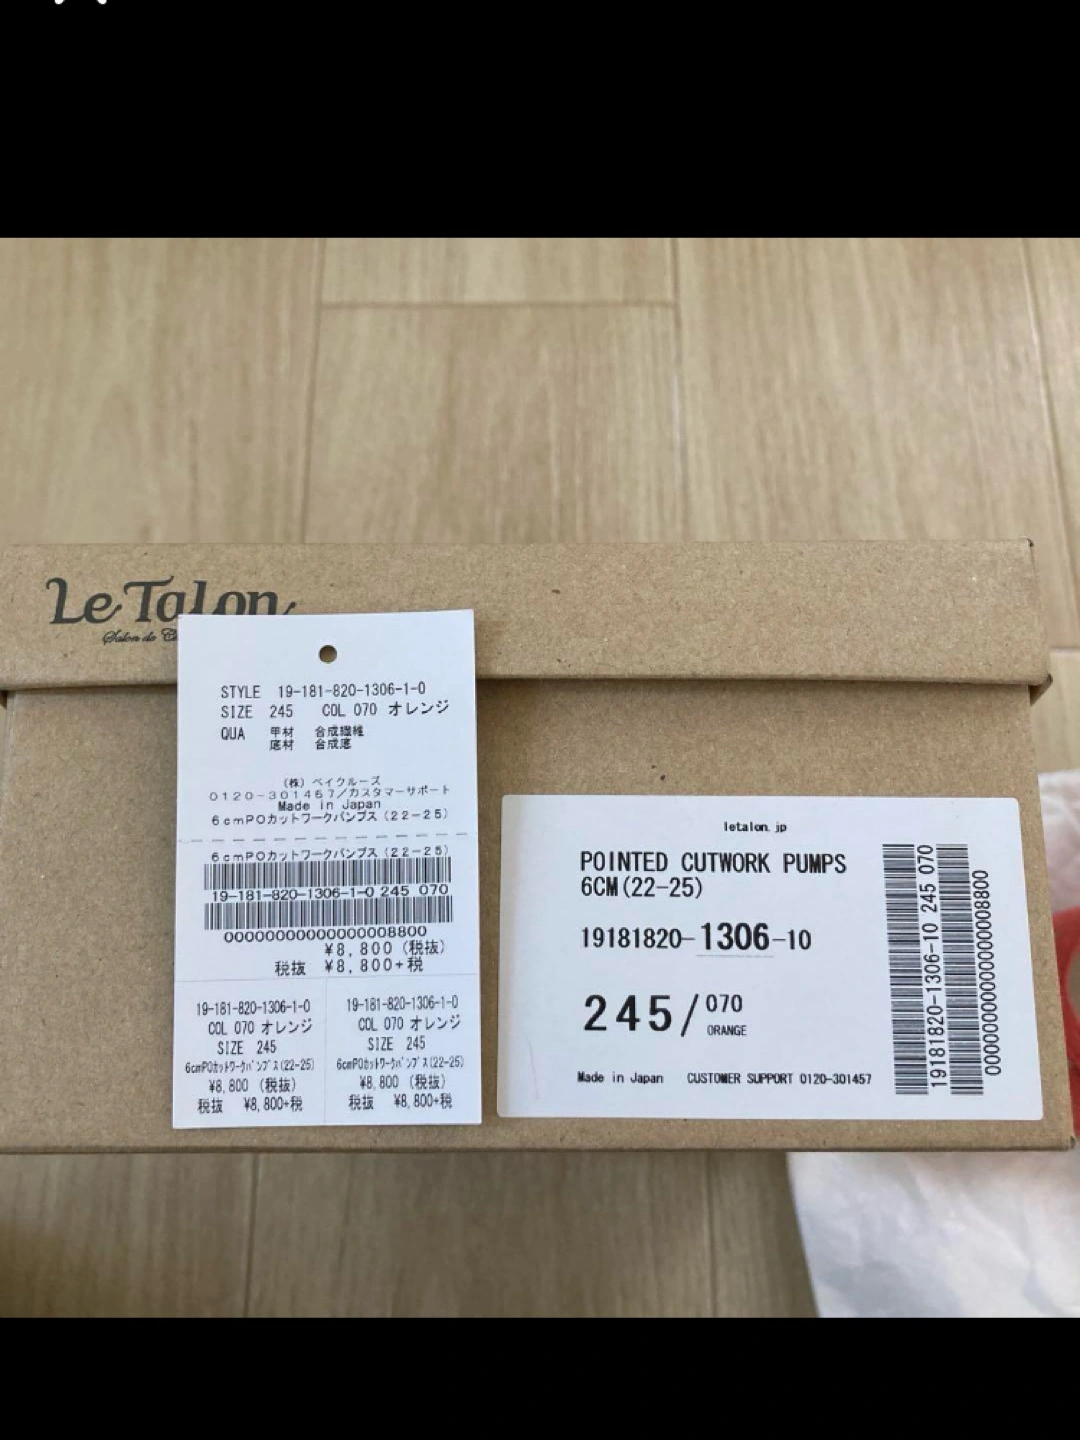 Le Talon
Salon de
STYLE 19-181-820-1306-1-0
SIZE 245 COL 070 オレンジ
QUA 甲材 合成繊維
底材 合成底
(株) ベイクルーズ
0120-301457/カスタマーサポート
Made in Japan
6cmPOカットワークパンプス(22-25)
6cmPOカットワークパンプス(22-25)
19-181-820-1306-1-0 245 070
00000000000000008800
¥8,800(税抜)
税抜 ¥8,800+税
19-181-820-1306-1-0
COL 070 オレンジ
SIZE 245
6cmPOカットワークパンプス(22-25)
¥8,800 (税抜)
税抜 ¥8,800+税
19-181-820-1306-1-0
COL 070 オレンジ
SIZE 245
6cmPOカットワークパンプス(22-25)
¥8,800 (税抜)
税抜 ¥8,800+税
letalon.jp
POINTED CUTWORK PUMPS
6CM(22-25)
19181820-1306-10
245/070
ORANGE
Made in Japan CUSTOMER SUPPORT 0120-301457
19181820-1306-10 245 070
00000000000000008800